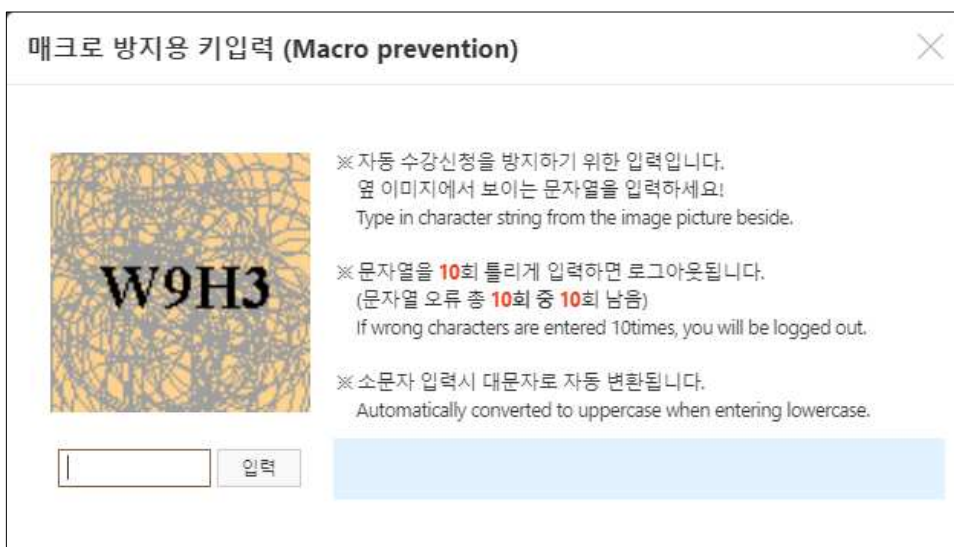 매크로 방지용 키입력 (Macro prevention)
※ 자동 수강신청을 방지하기 위한 입력입니다.
옆 이미지에서 보이는 문자열을 입력하세요!
Type in character string from the image picture beside.
W9H3
※ 문자열을 10회 틀리게 입력하면 로그아웃됩니다.
(문자열 오류 총 10회 중 10회 남음)
If wrong characters are entered 10times, you will be logged out.
※ 소문자 입력시 대문자로 자동 변환됩니다.
Automatically converted to uppercase when entering lowercase.
입력